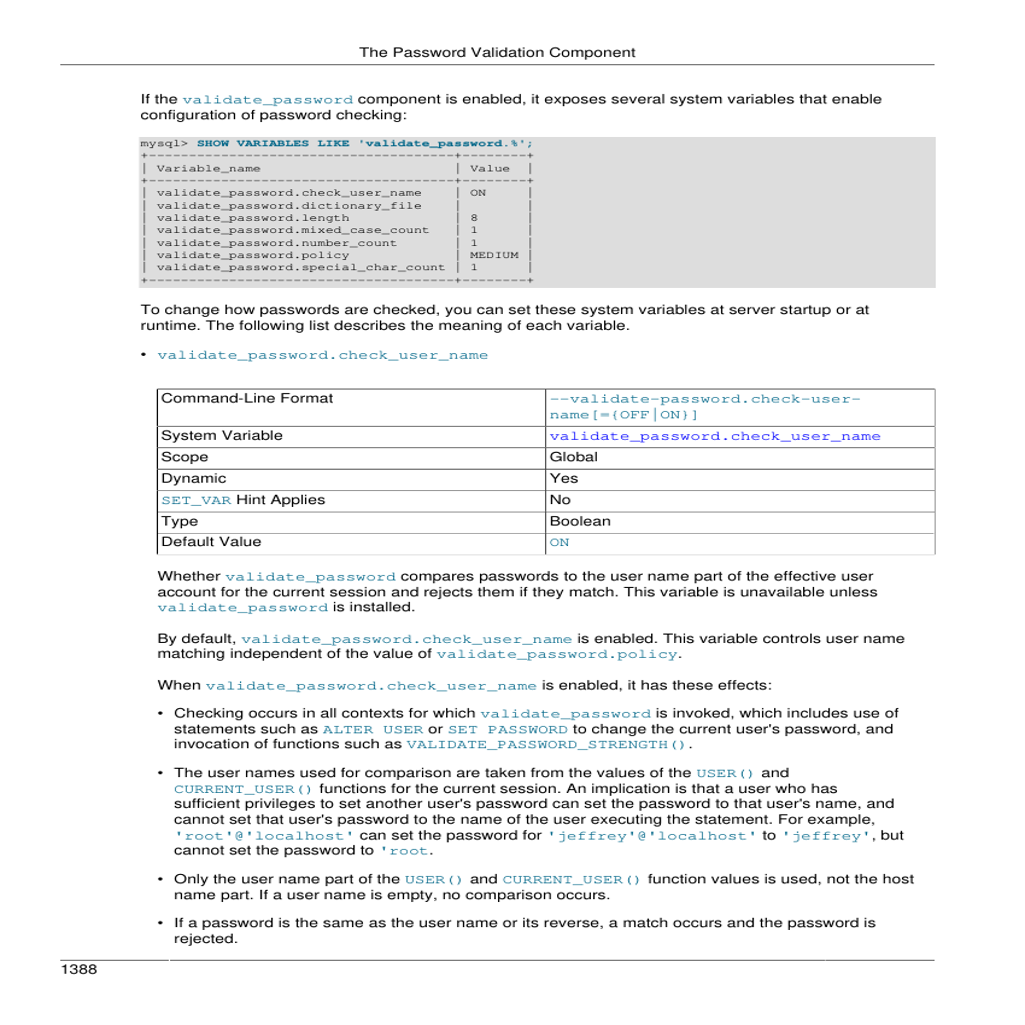 The Password Validation Component
If the validate_password component is enabled, it exposes several system variables that enable
configuration of password checking:
mysql> SHOW VARIABLES LIKE 'validate_password.%';
+--------------------------------------+--------+
| Variable_name                        | Value  |
+--------------------------------------+--------+
| validate_password.check_user_name    | ON     |
| validate_password.dictionary_file    |        |
| validate_password.length             | 8      |
| validate_password.mixed_case_count   | 1      |
| validate_password.number_count       | 1      |
| validate_password.policy             | MEDIUM |
| validate_password.special_char_count | 1      |
+--------------------------------------+--------+
To change how passwords are checked, you can set these system variables at server startup or at
runtime. The following list describes the meaning of each variable.
• validate_password.check_user_name
Command-Line Format --validate-password.check-user-
name[={OFF|ON}]
System Variable validate_password.check_user_name
Scope Global
Dynamic Yes
SET_VAR Hint Applies No
Type Boolean
Default Value ON
Whether validate_password compares passwords to the user name part of the effective user
account for the current session and rejects them if they match. This variable is unavailable unless
validate_password is installed.
By default, validate_password.check_user_name is enabled. This variable controls user name
matching independent of the value of validate_password.policy.
When validate_password.check_user_name is enabled, it has these effects:
• Checking occurs in all contexts for which validate_password is invoked, which includes use of
statements such as ALTER USER or SET PASSWORD to change the current user's password, and
invocation of functions such as VALIDATE_PASSWORD_STRENGTH().
• The user names used for comparison are taken from the values of the USER() and
CURRENT_USER() functions for the current session. An implication is that a user who has
sufficient privileges to set another user's password can set the password to that user's name, and
cannot set that user's password to the name of the user executing the statement. For example,
'root'@'localhost' can set the password for 'jeffrey'@'localhost' to 'jeffrey', but
cannot set the password to 'root.
• Only the user name part of the USER() and CURRENT_USER() function values is used, not the host
name part. If a user name is empty, no comparison occurs.
• If a password is the same as the user name or its reverse, a match occurs and the password is
rejected.
1388